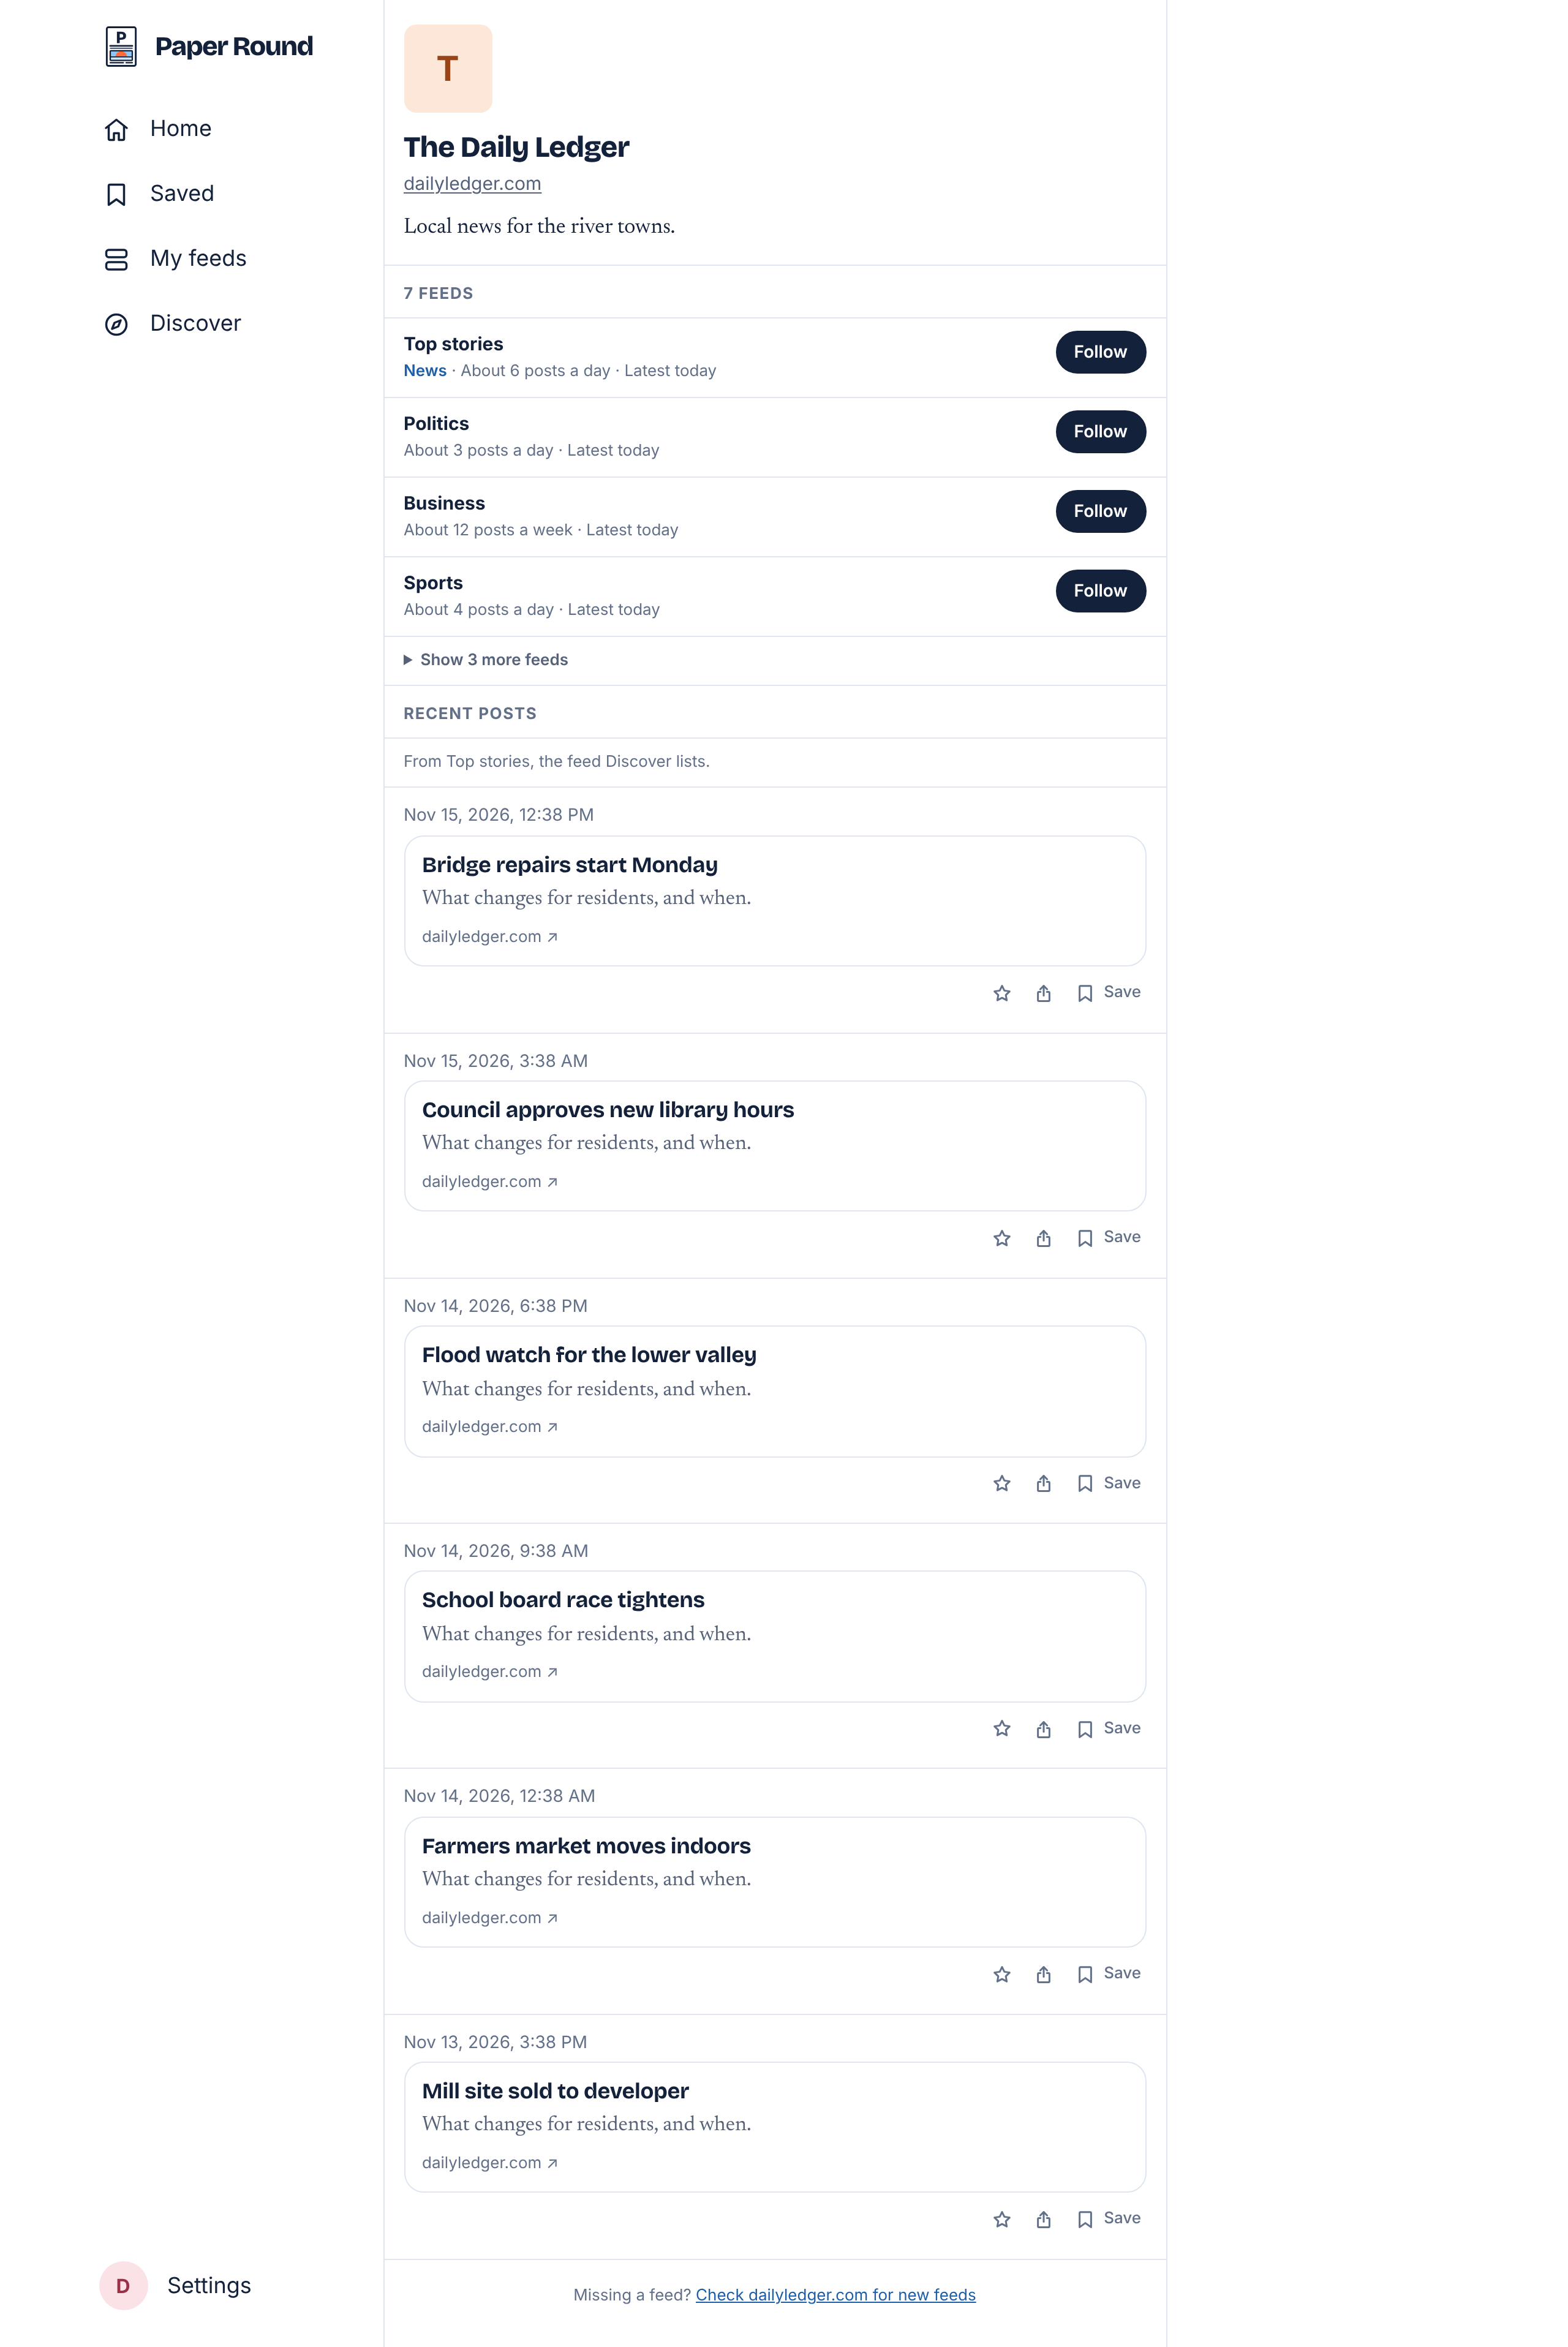 P
Paper Round
Home
Saved
My feeds
Discover
T
The Daily Ledger
dailyledger.com
Local news for the river towns.
7 FEEDS
Top stories
News · About 6 posts a day · Latest today
Follow
Politics
About 3 posts a day · Latest today
Follow
Business
About 12 posts a week · Latest today
Follow
Sports
About 4 posts a day · Latest today
Follow
Show 3 more feeds
RECENT POSTS
From Top stories, the feed Discover lists.
Nov 15, 2026, 12:38 PM
Bridge repairs start Monday
What changes for residents, and when.
dailyledger.com ↗
Save
Nov 15, 2026, 3:38 AM
Council approves new library hours
What changes for residents, and when.
dailyledger.com ↗
Save
Nov 14, 2026, 6:38 PM
Flood watch for the lower valley
What changes for residents, and when.
dailyledger.com ↗
Save
Nov 14, 2026, 9:38 AM
School board race tightens
What changes for residents, and when.
dailyledger.com ↗
Save
Nov 14, 2026, 12:38 AM
Farmers market moves indoors
What changes for residents, and when.
dailyledger.com ↗
Save
Nov 13, 2026, 3:38 PM
Mill site sold to developer
What changes for residents, and when.
dailyledger.com ↗
Save
D
Settings
Missing a feed? Check dailyledger.com for new feeds